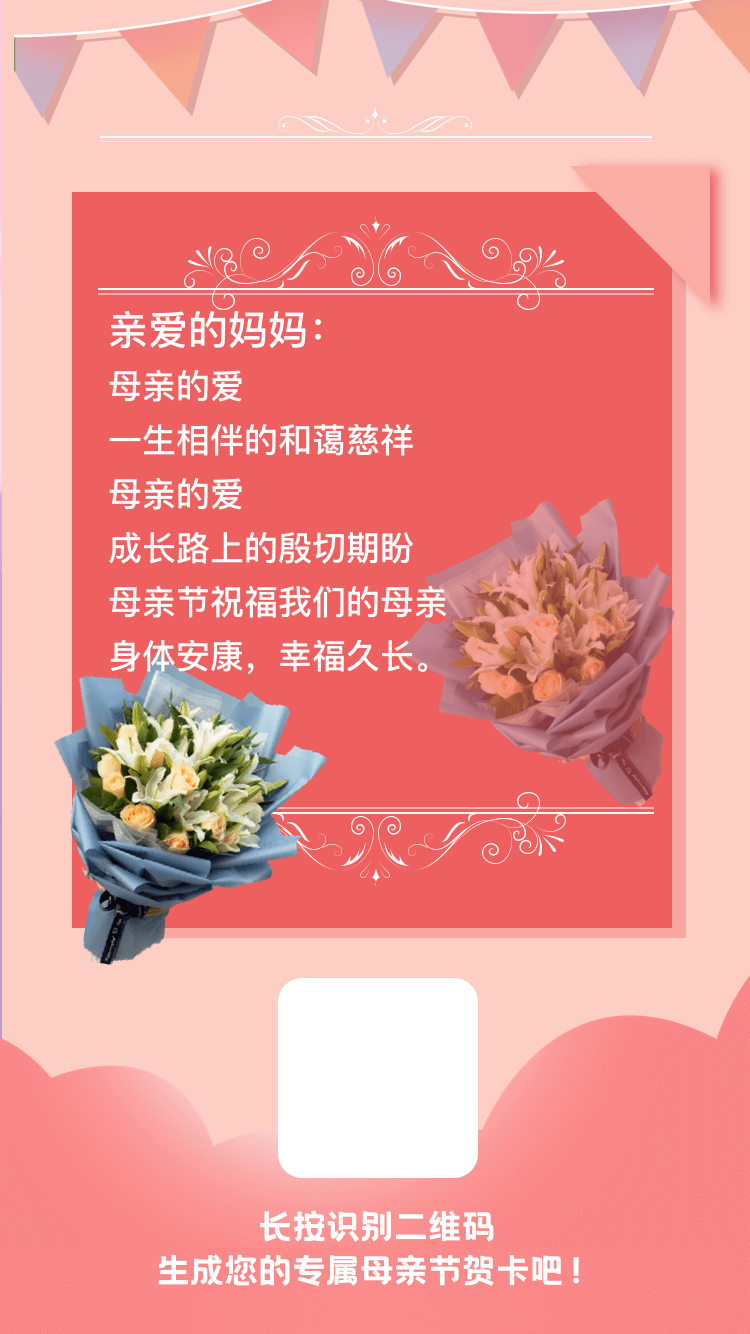 亲爱的妈妈：
母亲的爱
一生相伴的和蔼慈祥
母亲的爱
成长路上的殷切期盼
母亲节祝福我们的母亲
身体安康，幸福久长。
长按识别二维码
生成您的专属母亲节贺卡吧！